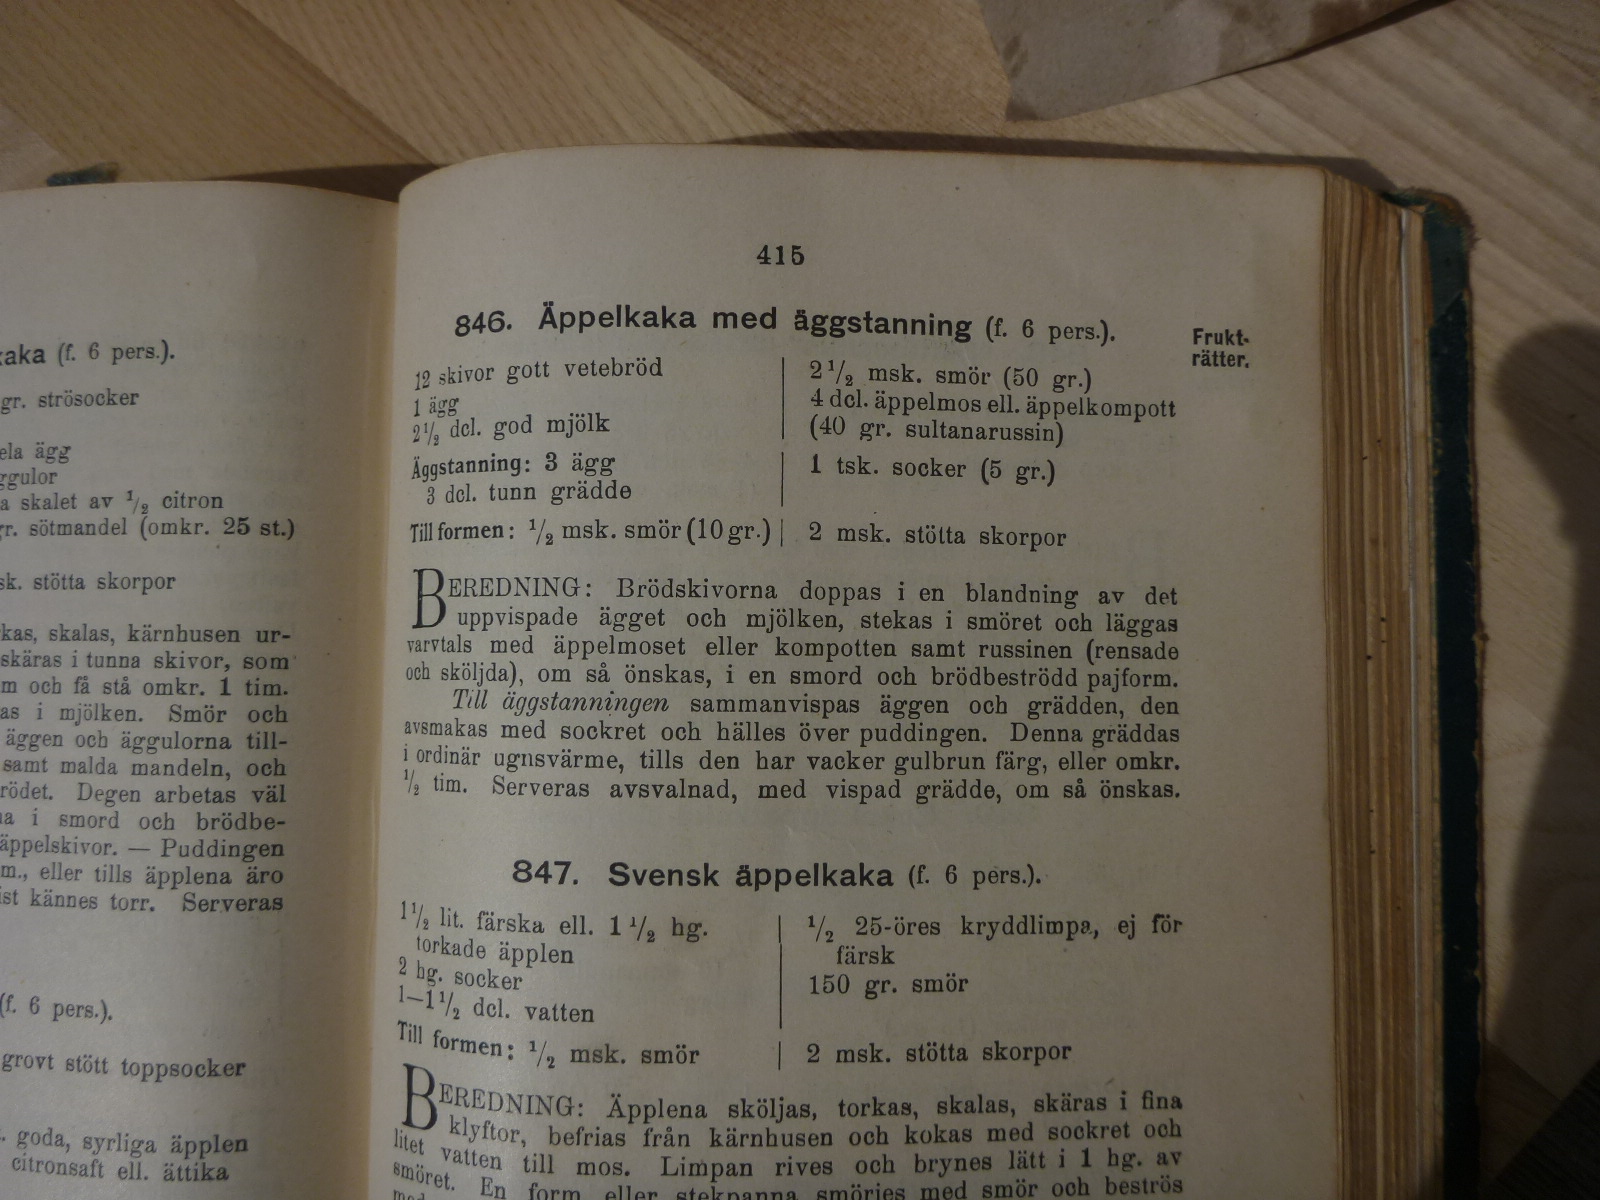 kaka (f. 6 pers.).
gr. strösocker
ela ägg
äggulor
a skalet av 1/2 citron
gr. sötmandel (omkr. 25 st.)
sk. stötta skorpor
kas, skalas, kärnhusen ur-
skäras i tunna skivor, som
m och få stå omkr. 1 tim.
as i mjölken. Smör och
äggen och äggulorna till-
samt malda mandeln, och
rödet. Degen arbetas väl
na i smord och brödbe-
äppelskivor. — Puddingen
m., eller tills äpplena äro
ist kännes torr. Serveras
(f. 6 pers.).
grovt stött toppsocker
. goda, syrliga äpplen
citronsaft ell. ättika
415
846. Äppelkaka med äggstanning (f. 6 pers.).
Frukt-
rätter.
12 skivor gott vetebröd
1 ägg
2 1/2 dcl. god mjölk
2 1/2 msk. smör (50 gr.)
4 dcl. äppelmos ell. äppelkompott
(40 gr. sultanarussin)
Äggstanning: 3 ägg
3 dcl. tunn grädde
1 tsk. socker (5 gr.)
Till formen: 1/2 msk. smör (10 gr.)
2 msk. stötta skorpor
BEREDNING: Brödskivorna doppas i en blandning av det
uppvispade ägget och mjölken, stekas i smöret och läggas
varvtals med äppelmoset eller kompotten samt russinen (rensade
och sköljda), om så önskas, i en smord och brödbeströdd pajform.
Till äggstanningen sammanvispas äggen och grädden, den
avsmakas med sockret och hälles över puddingen. Denna gräddas
i ordinär ugnsvärme, tills den har vacker gulbrun färg, eller omkr.
1/2 tim. Serveras avsvalnad, med vispad grädde, om så önskas.
847. Svensk äppelkaka (f. 6 pers.).
1 1/2 lit. färska ell. 1 1/2 hg.
torkade äpplen
2 hg. socker
1—1 1/2 dcl. vatten
1/2 25-öres kryddlimpa, ej för
färsk
150 gr. smör
Till formen: 1/2 msk. smör
2 msk. stötta skorpor
BEREDNING: Äpplena sköljas, torkas, skalas, skäras i fina
klyftor, befrias från kärnhusen och kokas med sockret och
litet vatten till mos. Limpan rives och brynes lätt i 1 hg. av
smöret. En form eller stekpanna smörjes med smör och beströs